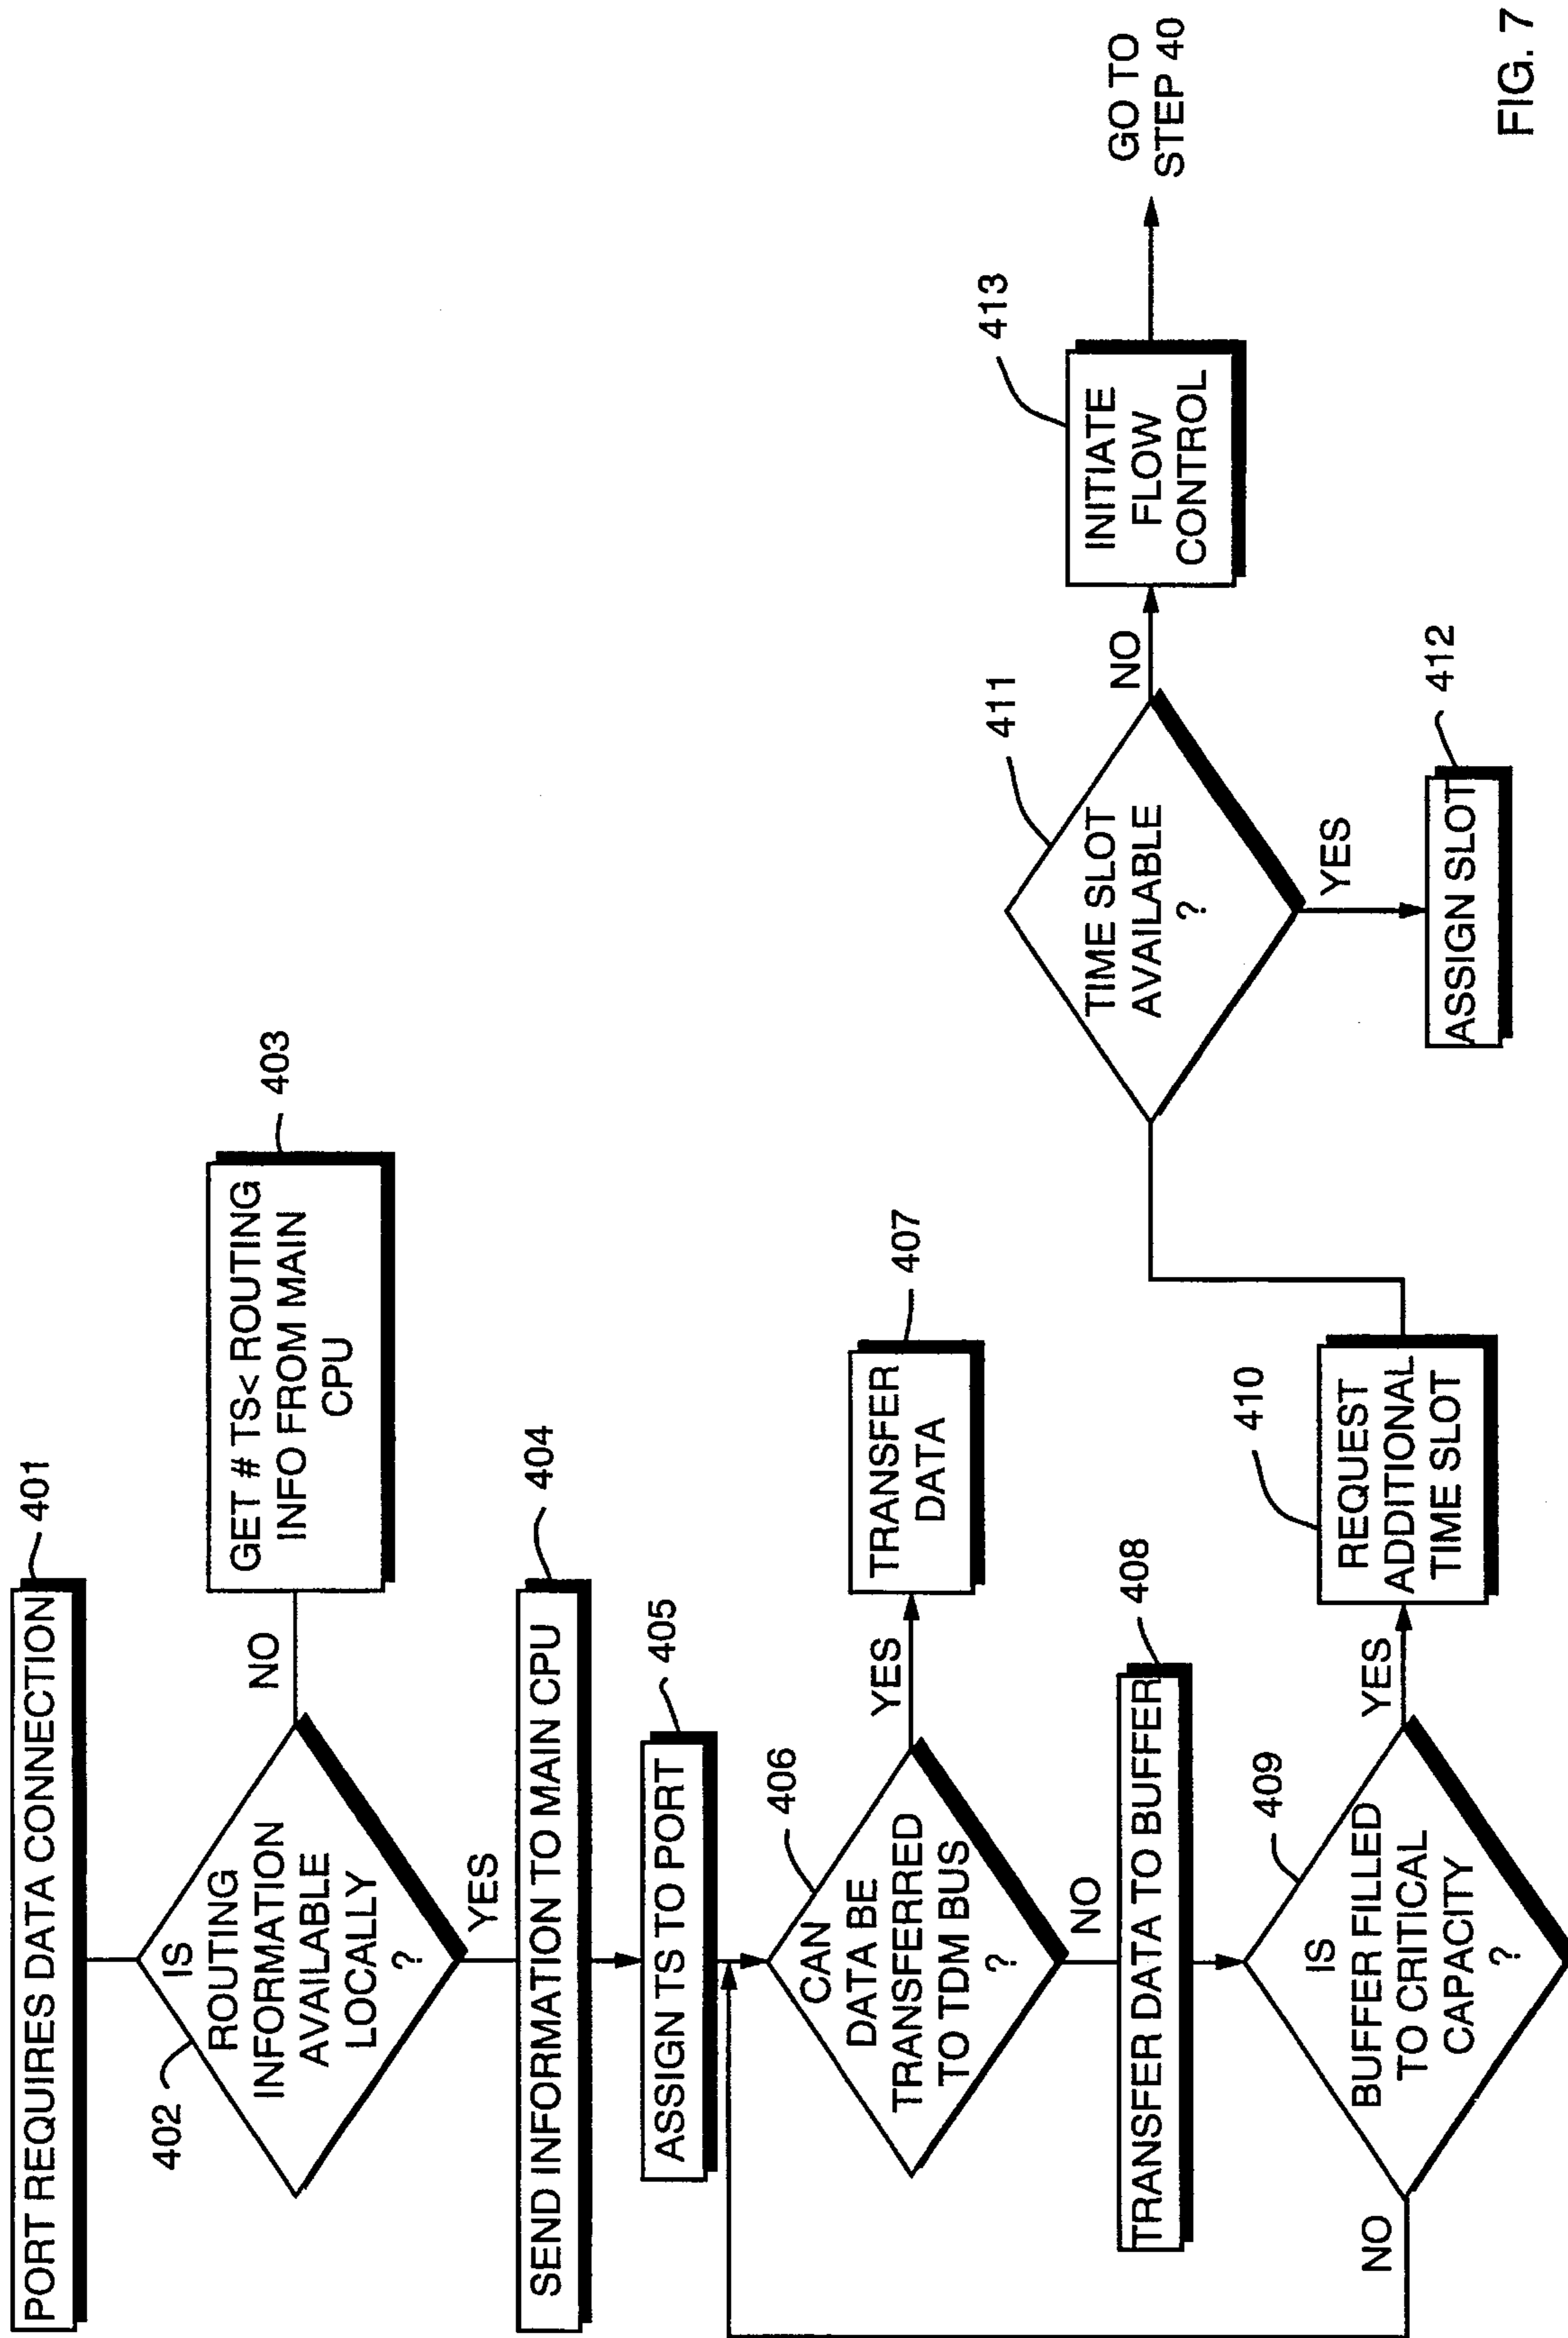 PORT REQUIRES DATA CONNECTION
401
402
IS
ROUTING
INFORMATION
AVAILABLE
LOCALLY
?
NO
GET # TS< ROUTING
INFO FROM MAIN
CPU
403
YES
SEND INFORMATION TO MAIN CPU
404
ASSIGN TS TO PORT
405
CAN
DATA BE
TRANSFERRED
TO TDM BUS
?
406
YES
TRANSFER
DATA
407
NO
TRANSFER DATA TO BUFFER
408
IS
BUFFER FILLED
TO CRITICAL
CAPACITY
?
409
NO
YES
REQUEST
ADDITIONAL
TIME SLOT
410
TIME SLOT
AVAILABLE
?
411
YES
ASSIGN SLOT
412
NO
INITIATE
FLOW
CONTROL
413
GO TO
STEP 40
FIG. 7